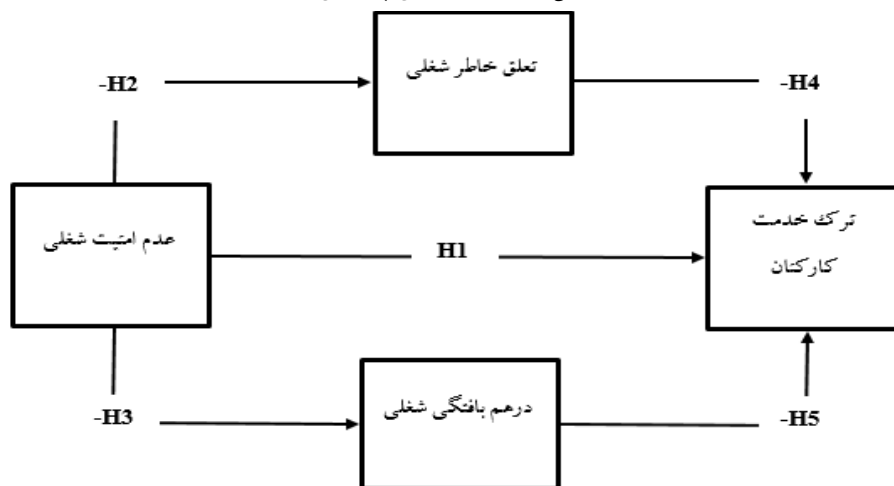 تعلق خاطر شغلی
-H2
-H4
عدم امنیت شغلی
H1
ترک خدمت
کارکنان
درهم بافتگی شغلی
-H3
-H5